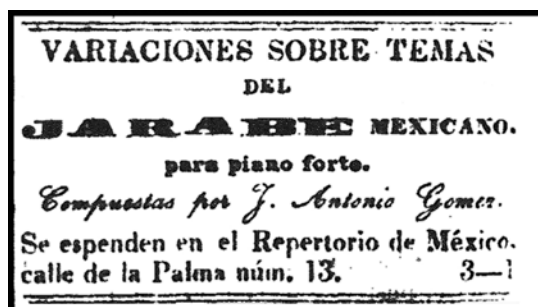 VARIACIONES SOBRE TEMAS
DEL
JARABE MEXICANO.
para piano forte.
Compuestas por J. Antonio Gomez.
Se espenden en el Repertorio de México,
calle de la Palma núm. 13. 3—1